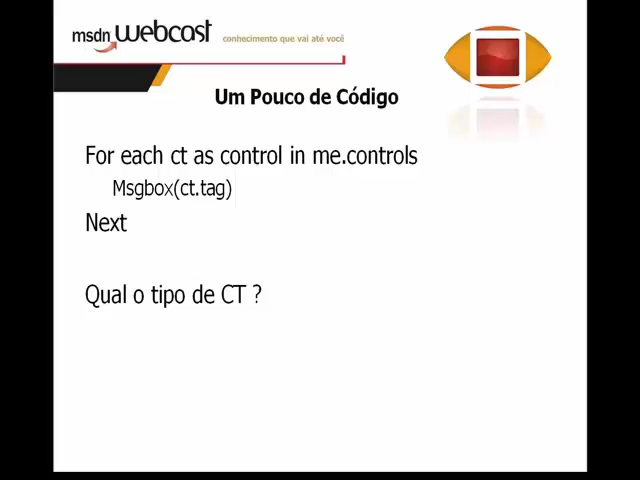 msdn webcast
conhecimento que vai até você
Um Pouco de Código
For each ct as control in me.controls
Msgbox(ct.tag)
Next
Qual o tipo de CT ?